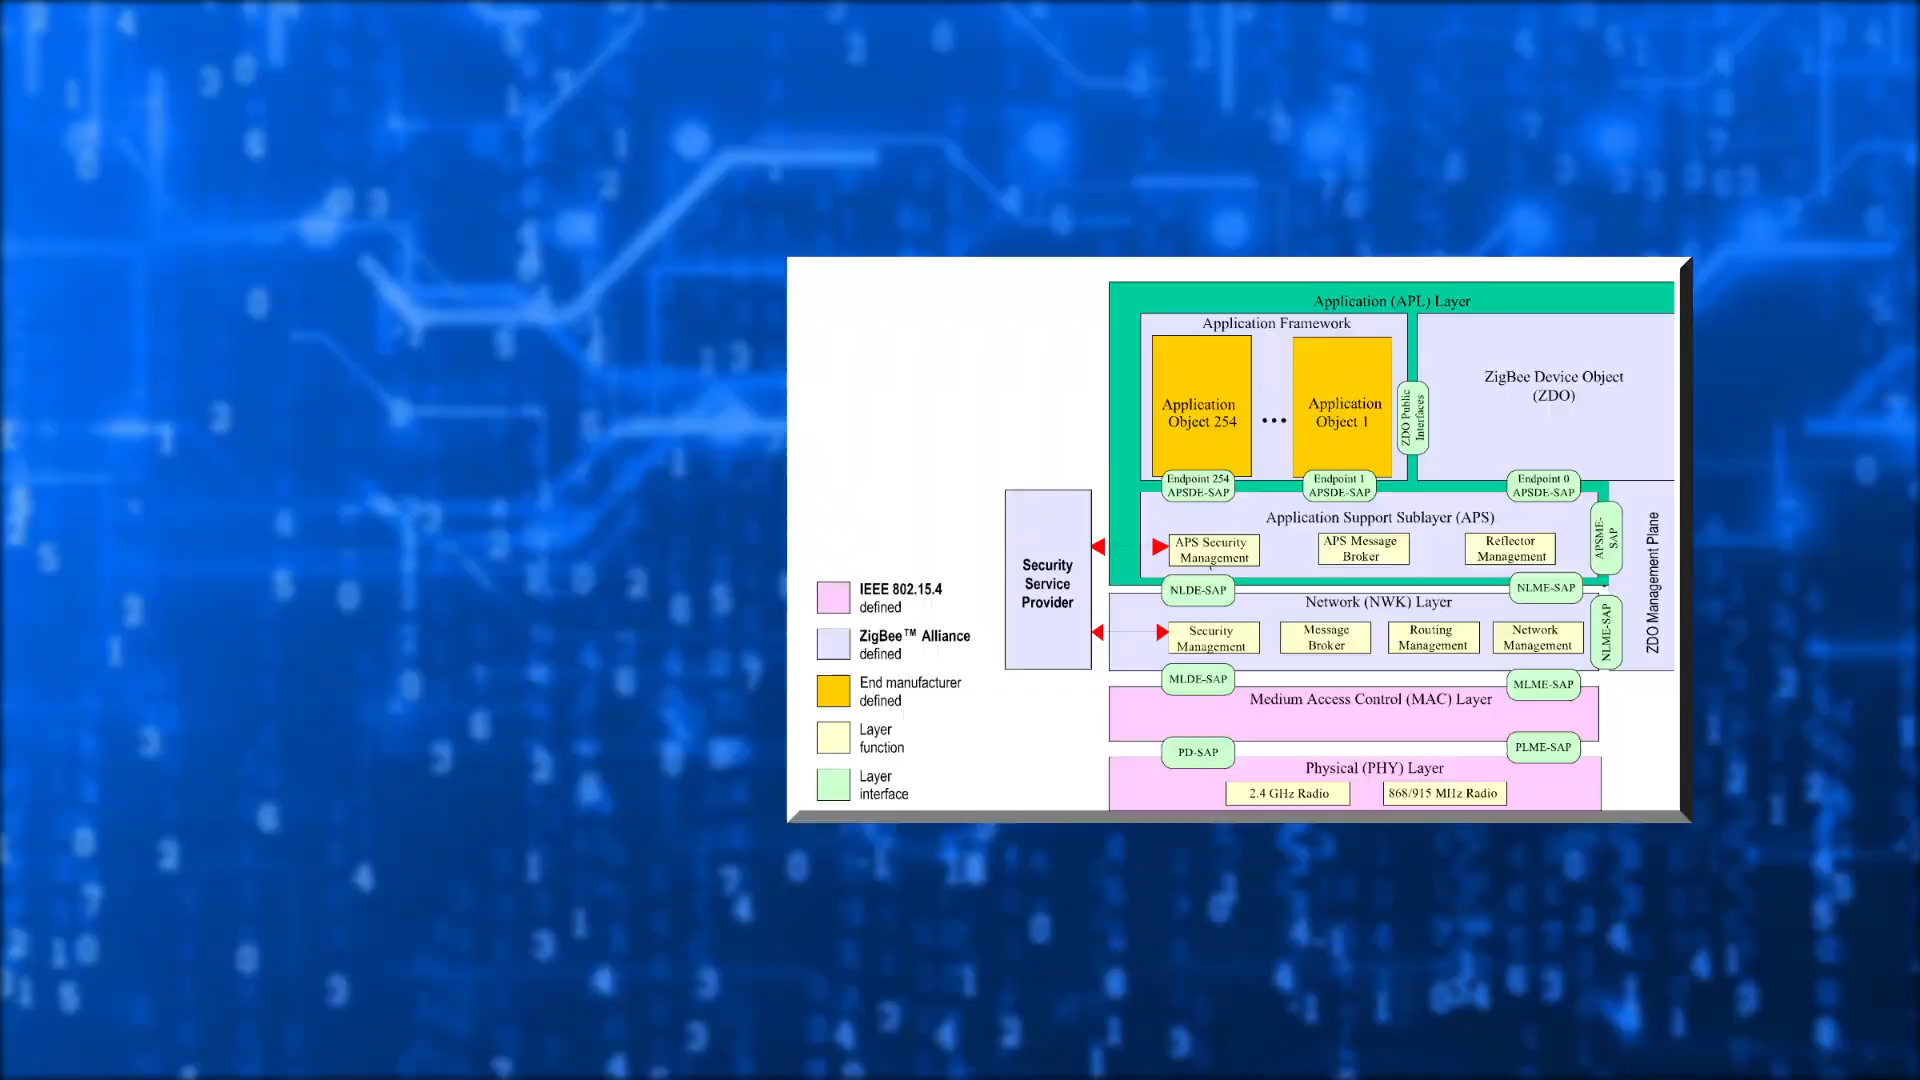 Application (APL) Layer
Application Framework
Application
Object 254
...
Application
Object 1
ZDO Public
Interfaces
ZigBee Device Object
(ZDO)
Endpoint 254
APSDE-SAP
Endpoint 1
APSDE-SAP
Endpoint 0
APSDE-SAP
Application Support Sublayer (APS)
APS Security
Management
APS Message
Broker
Reflector
Management
APSME-
SAP
ZDO Management Plane
Security
Service
Provider
NLDE-SAP
NLME-SAP
Network (NWK) Layer
Security
Management
Message
Broker
Routing
Management
Network
Management
NLME-SAP
MLDE-SAP
MLME-SAP
Medium Access Control (MAC) Layer
PD-SAP
PLME-SAP
Physical (PHY) Layer
2.4 GHz Radio
868/915 MHz Radio
IEEE 802.15.4
defined
ZigBee™ Alliance
defined
End manufacturer
defined
Layer
function
Layer
interface